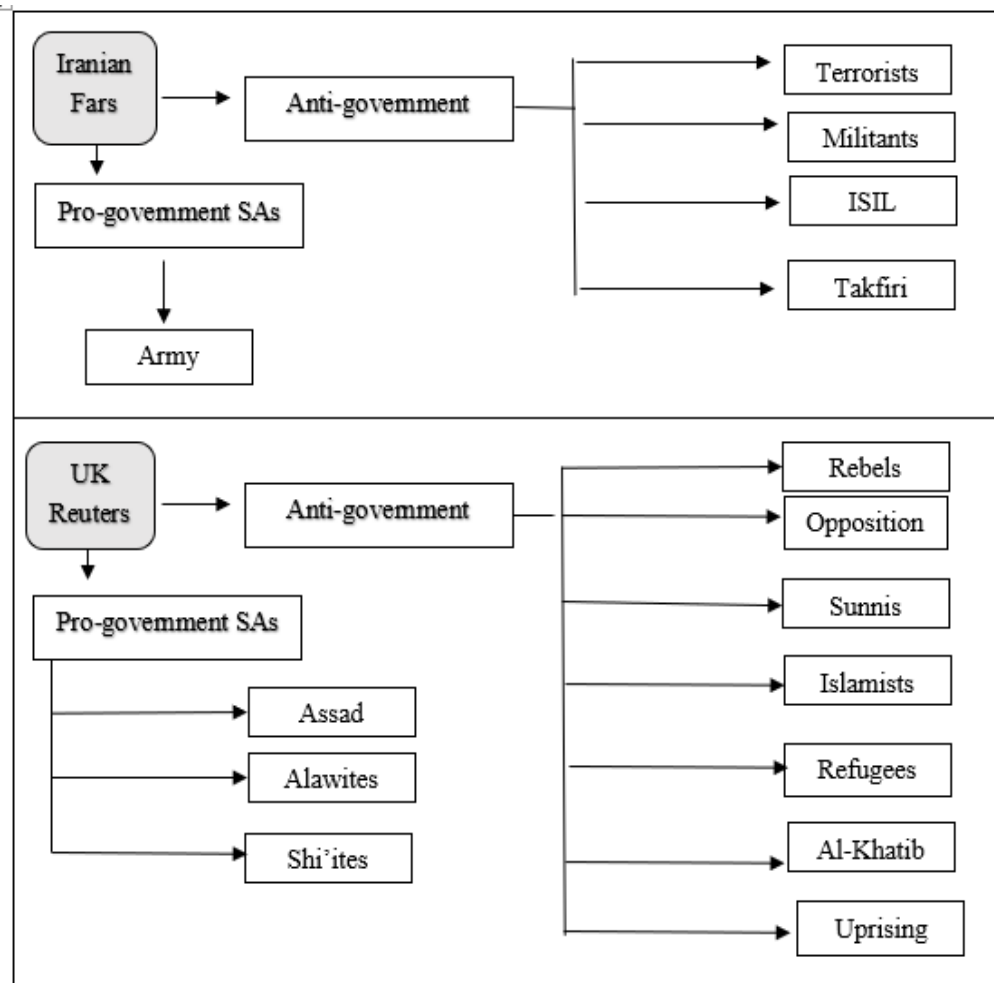 Iranian
Fars
Anti-government
Terrorists
Militants
ISIL
Takfiri
Pro-government SAs
Army
UK
Reuters
Anti-government
Rebels
Opposition
Sunnis
Islamists
Refugees
Al-Khatib
Uprising
Pro-government SAs
Assad
Alawites
Shi’ites